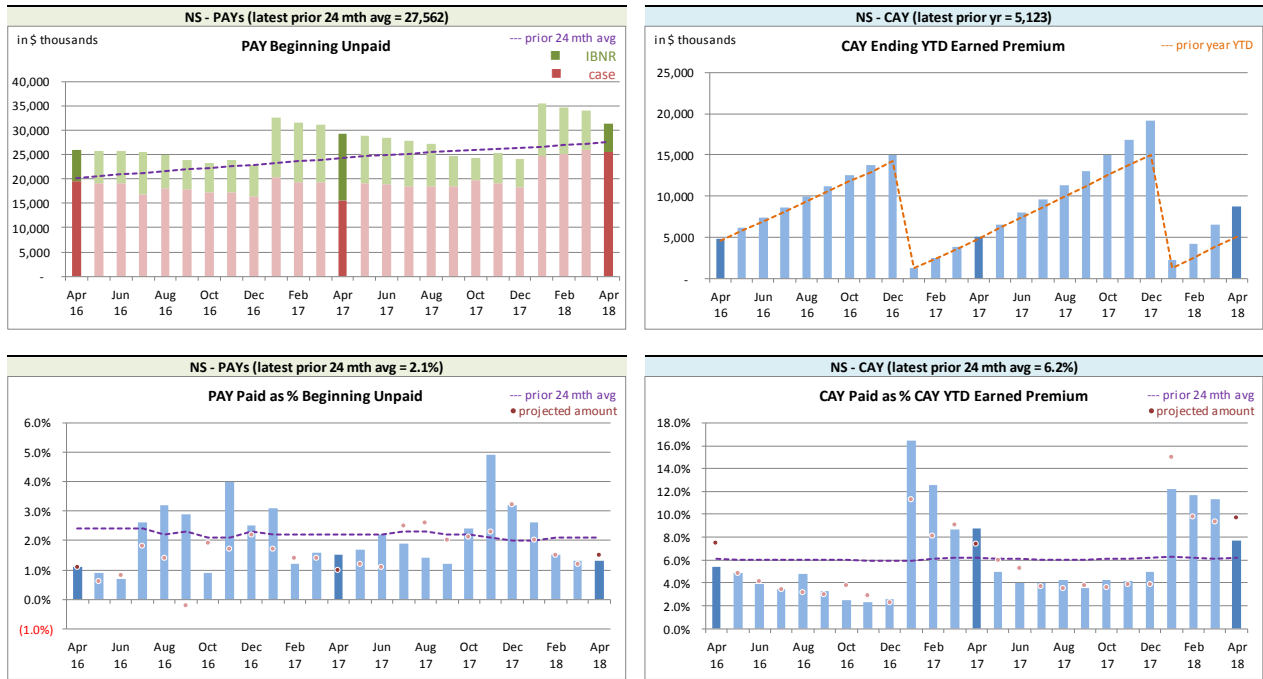 NS - PAYs (latest prior 24 mth avg = 27,562)
in $ thousands
PAY Beginning Unpaid
--- prior 24 mth avg
IBNR
case
40,000
35,000
30,000
25,000
20,000
15,000
10,000
5,000
-
Apr Jun Aug Oct Dec Feb Apr Jun Aug Oct Dec Feb Apr
16 16 16 16 16 17 17 17 17 17 17 18 18
NS - CAY (latest prior yr = 5,123)
in $ thousands
CAY Ending YTD Earned Premium
--- prior year YTD
25,000
20,000
15,000
10,000
5,000
-
Apr Jun Aug Oct Dec Feb Apr Jun Aug Oct Dec Feb Apr
16 16 16 16 16 17 17 17 17 17 17 18 18
NS - PAYs (latest prior 24 mth avg = 2.1%)
PAY Paid as % Beginning Unpaid
--- prior 24 mth avg
projected amount
6.0%
5.0%
4.0%
3.0%
2.0%
1.0%
0.0%
(1.0%)
Apr Jun Aug Oct Dec Feb Apr Jun Aug Oct Dec Feb Apr
16 16 16 16 16 17 17 17 17 17 17 18 18
NS - CAY (latest prior 24 mth avg = 6.2%)
CAY Paid as % CAY YTD Earned Premium
--- prior 24 mth avg
projected amount
18.0%
16.0%
14.0%
12.0%
10.0%
8.0%
6.0%
4.0%
2.0%
0.0%
Apr Jun Aug Oct Dec Feb Apr Jun Aug Oct Dec Feb Apr
16 16 16 16 16 17 17 17 17 17 17 18 18